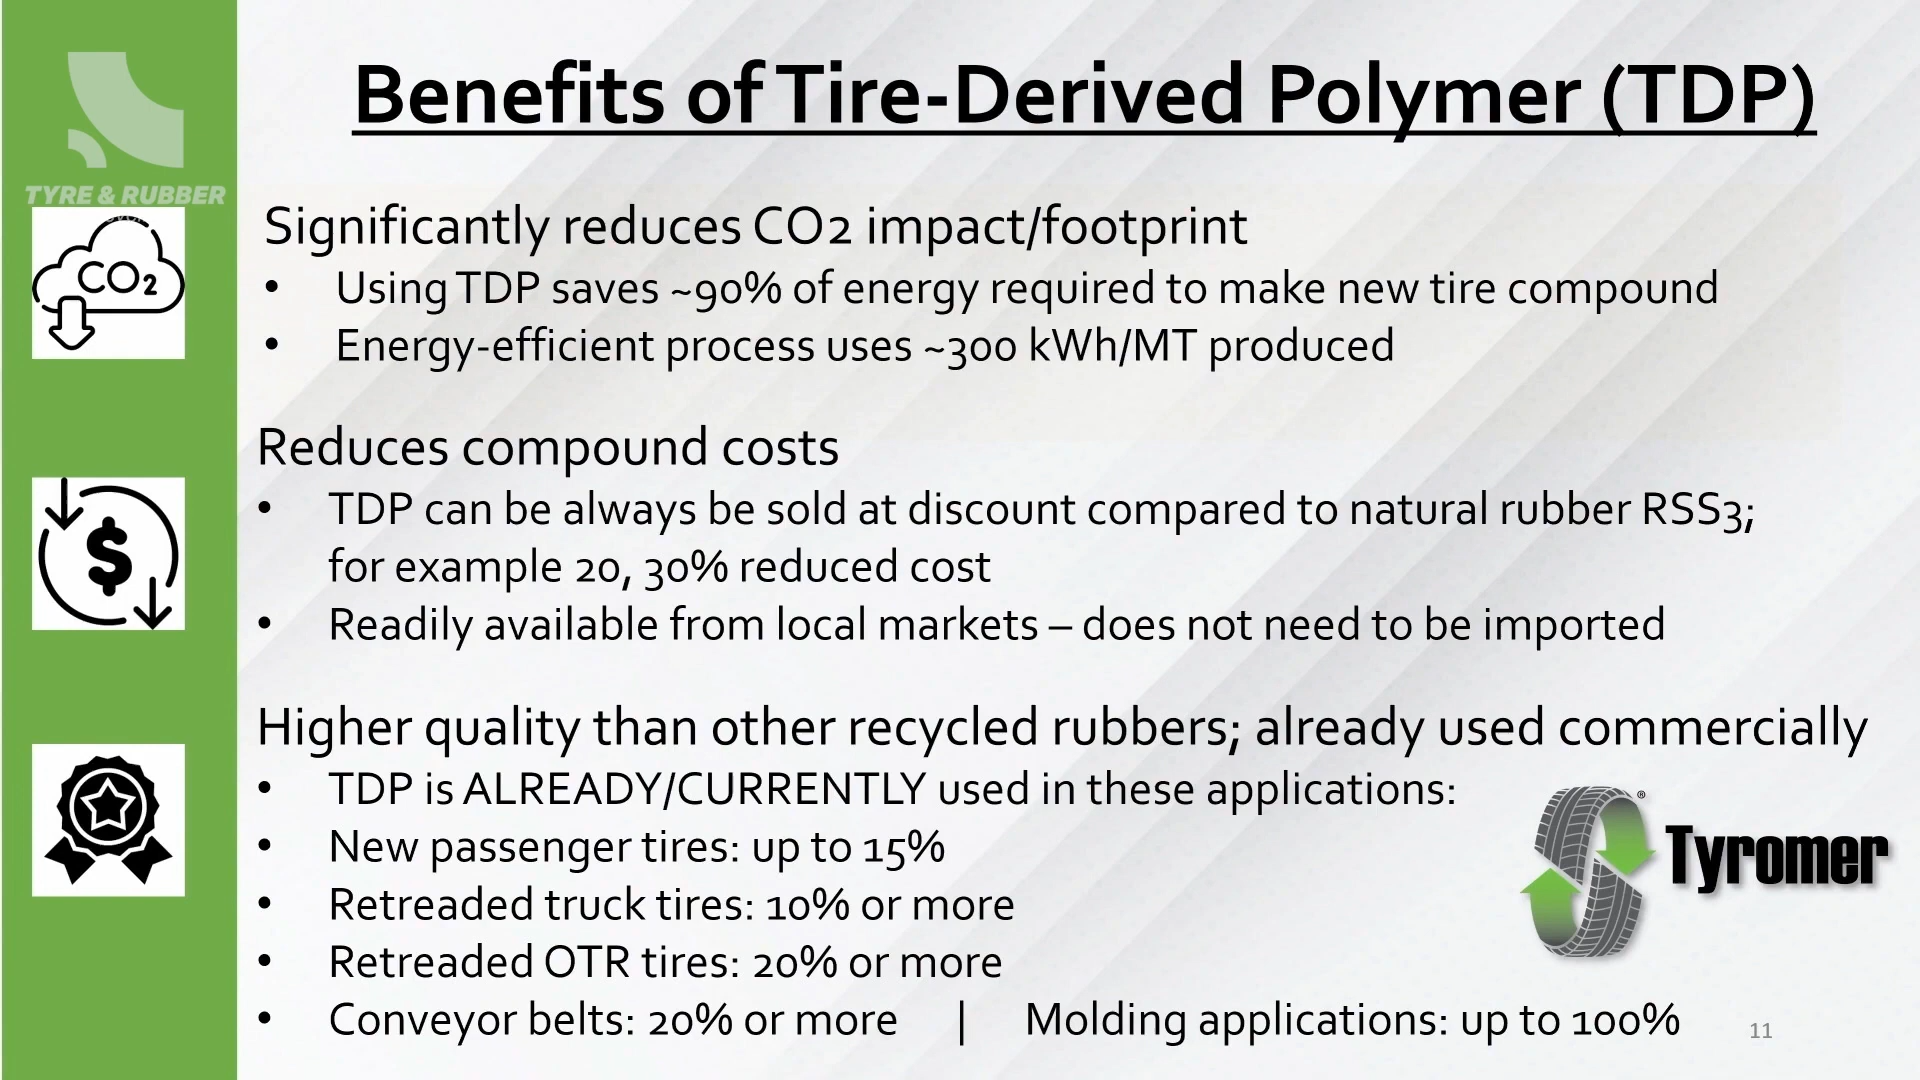 Benefits of Tire-Derived Polymer (TDP)
TYRE & RUBBER
CO2
Significantly reduces CO2 impact/footprint
• Using TDP saves ~90% of energy required to make new tire compound
• Energy-efficient process uses ~300 kWh/MT produced
$
Reduces compound costs
• TDP can be always be sold at discount compared to natural rubber RSS3;
for example 20, 30% reduced cost
• Readily available from local markets – does not need to be imported
Higher quality than other recycled rubbers; already used commercially
• TDP is ALREADY/CURRENTLY used in these applications:
• New passenger tires: up to 15%
• Retreaded truck tires: 10% or more
• Retreaded OTR tires: 20% or more
• Conveyor belts: 20% or more | Molding applications: up to 100%
®
Tyromer
11